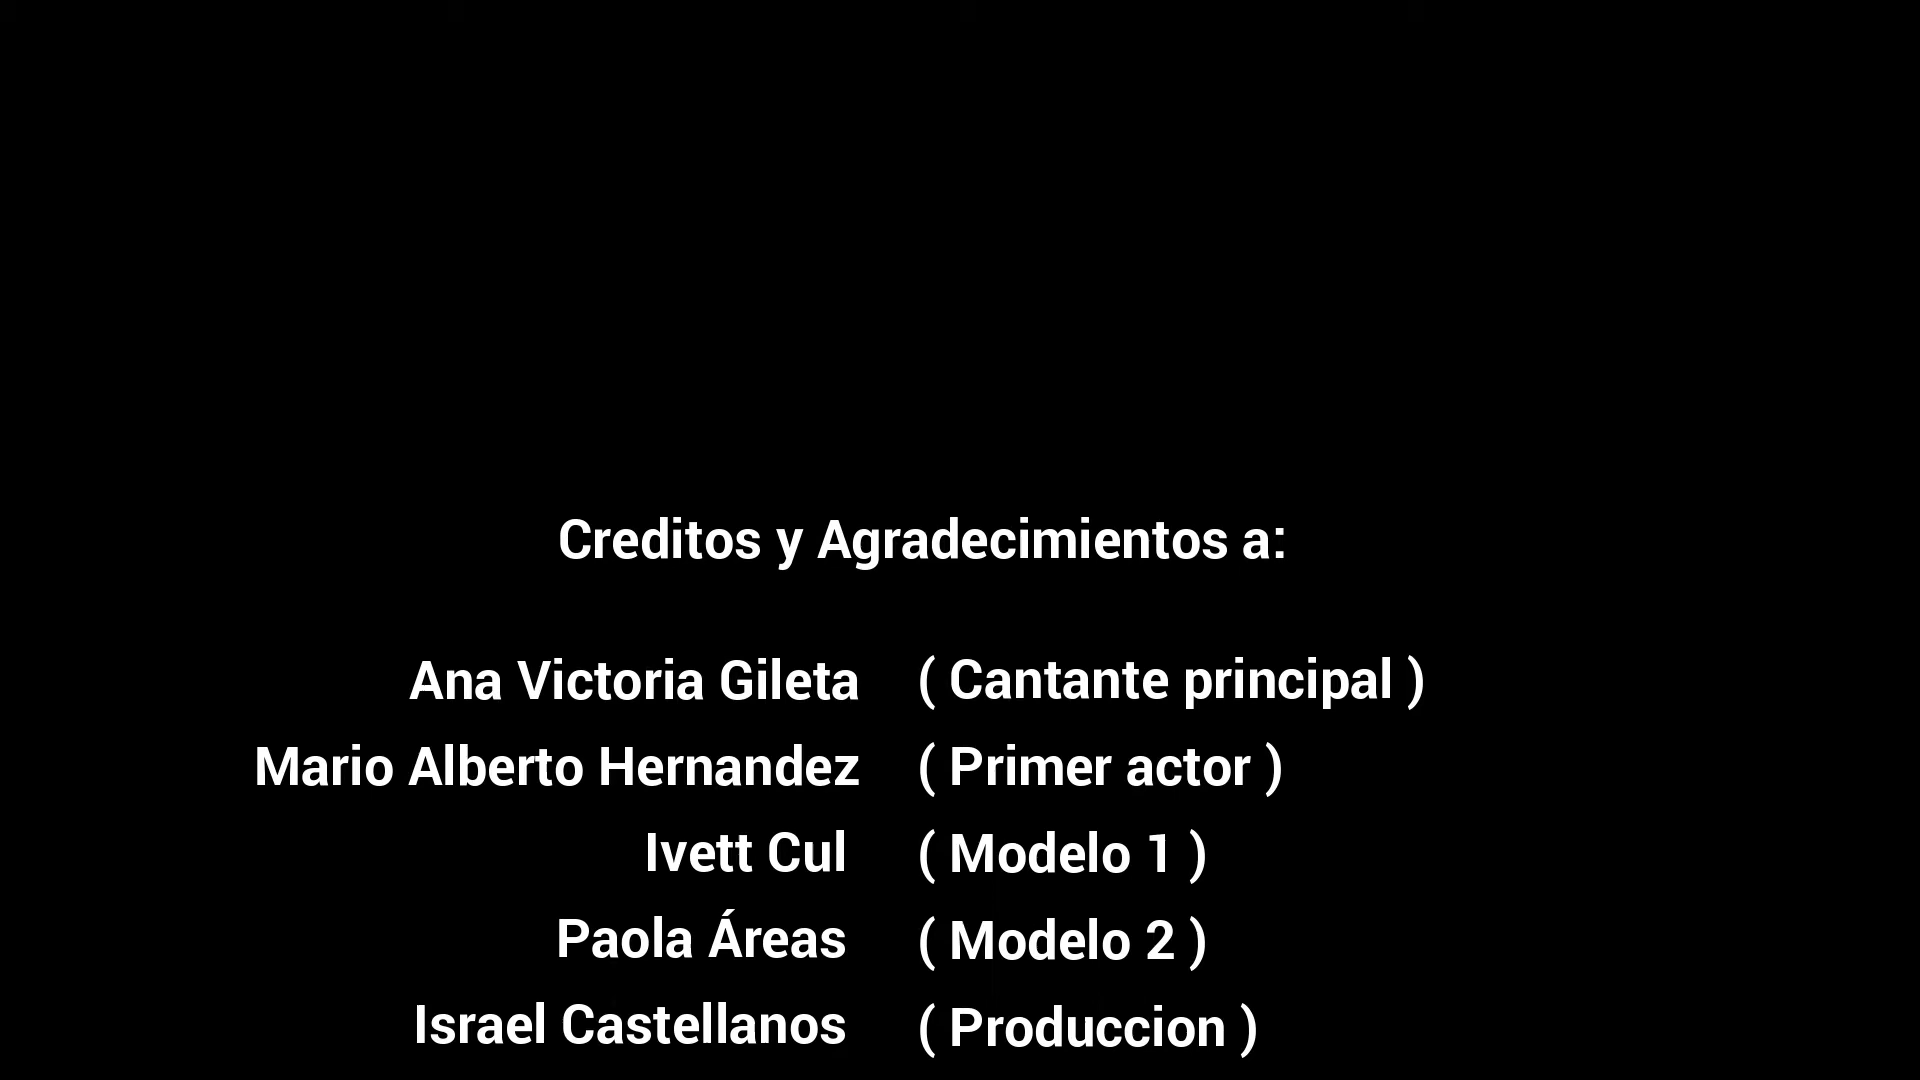 Creditos y Agradecimientos a:
Ana Victoria Gileta ( Cantante principal )
Mario Alberto Hernandez ( Primer actor )
Ivett Cul ( Modelo 1 )
Paola Áreas ( Modelo 2 )
Israel Castellanos ( Produccion )